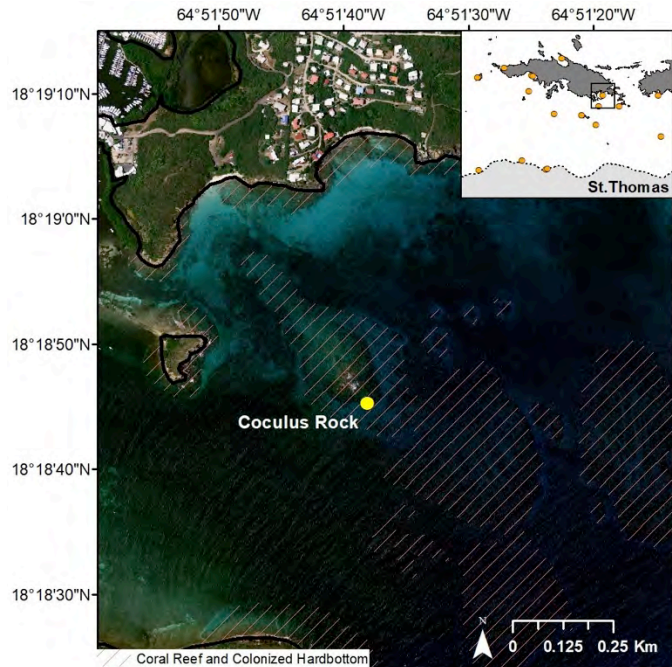 64°51'50"W 64°51'40"W 64°51'30"W 64°51'20"W
18°19'10"N
18°19'0"N
18°18'50"N
18°18'40"N
18°18'30"N
St.Thomas
Coculus Rock
N
0 0.125 0.25 Km
Coral Reef and Colonized Hardbottom